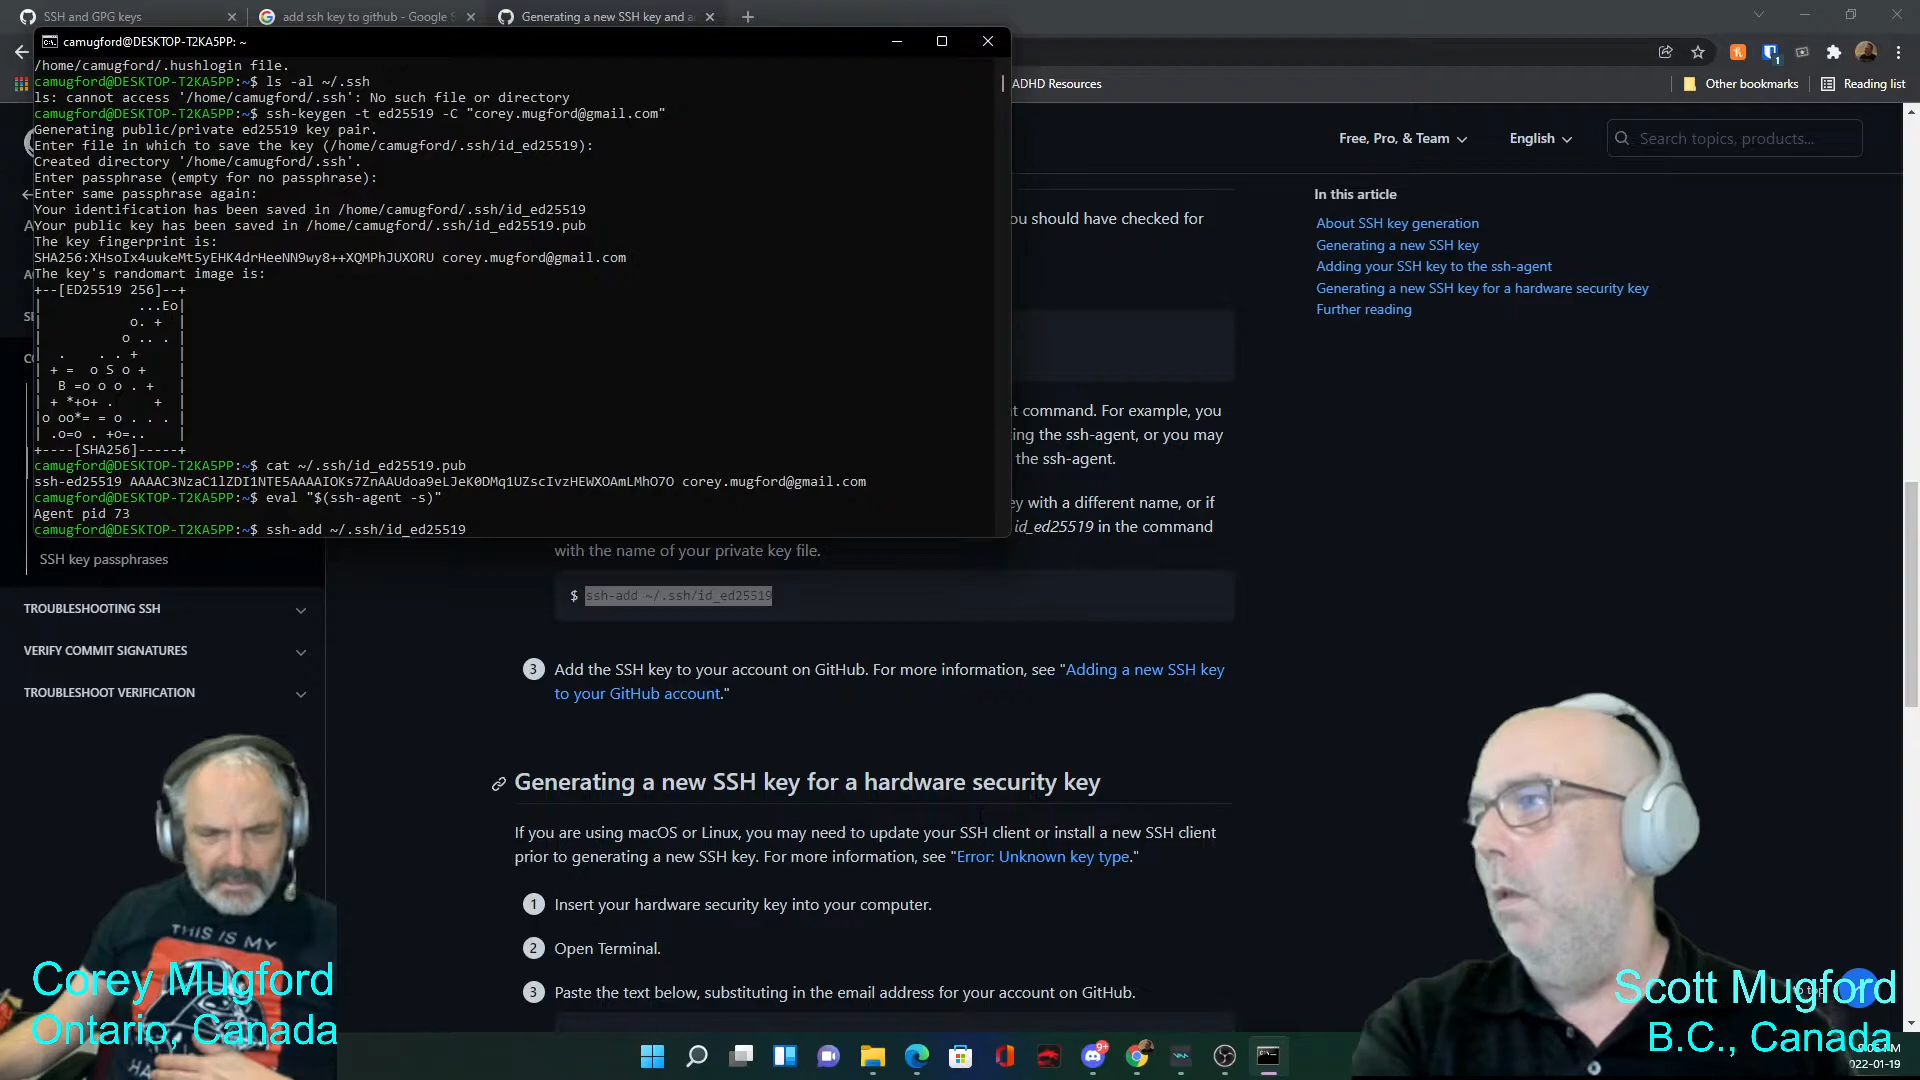 SSH and GPG keys
add ssh key to github - Google S
Generating a new SSH key and a
camugford@DESKTOP-T2KA5PP: ~
/home/camugford/.hushlogin file.
camugford@DESKTOP-T2KA5PP:~$ ls -al ~/.ssh
ls: cannot access '/home/camugford/.ssh': No such file or directory
camugford@DESKTOP-T2KA5PP:~$ ssh-keygen -t ed25519 -C "corey.mugford@gmail.com"
Generating public/private ed25519 key pair.
Enter file in which to save the key (/home/camugford/.ssh/id_ed25519):
Created directory '/home/camugford/.ssh'.
Enter passphrase (empty for no passphrase):
Enter same passphrase again:
Your identification has been saved in /home/camugford/.ssh/id_ed25519
Your public key has been saved in /home/camugford/.ssh/id_ed25519.pub
The key fingerprint is:
SHA256:XHsoIx4uukeMt5yEHK4drHeeNN9wy8++XQMPhJUXORU corey.mugford@gmail.com
The key's randomart image is:
+--[ED25519 256]--+
|            ...Eo|
|           o. +  |
|          o .. . |
|  .    . . +     |
| + =  o S o +    |
|  B =o o o . +   |
| + *+o+ .     +  |
|o oo*= = o . . . |
| .o=o . +o=..    |
+----[SHA256]-----+
camugford@DESKTOP-T2KA5PP:~$ cat ~/.ssh/id_ed25519.pub
ssh-ed25519 AAAAC3NzaC1lZDI1NTE5AAAAIOKs7ZnAAUdoa9eLJeK0DMq1UZscIvzHEWXOAmLMhO7O corey.mugford@gmail.com
camugford@DESKTOP-T2KA5PP:~$ eval "$(ssh-agent -s)"
Agent pid 73
camugford@DESKTOP-T2KA5PP:~$ ssh-add ~/.ssh/id_ed25519
ADHD Resources
Other bookmarks
Reading list
Free, Pro, & Team
English
Search topics, products...
In this article
About SSH key generation
Generating a new SSH key
Adding your SSH key to the ssh-agent
Generating a new SSH key for a hardware security key
Further reading
ou should have checked for
t command. For example, you
ing the ssh-agent, or you may
the ssh-agent.
ey with a different name, or if
id_ed25519 in the command
with the name of your private key file.
$ ssh-add ~/.ssh/id_ed25519
3 Add the SSH key to your account on GitHub. For more information, see "Adding a new SSH key
to your GitHub account."
Generating a new SSH key for a hardware security key
If you are using macOS or Linux, you may need to update your SSH client or install a new SSH client
prior to generating a new SSH key. For more information, see "Error: Unknown key type."
1 Insert your hardware security key into your computer.
2 Open Terminal.
3 Paste the text below, substituting in the email address for your account on GitHub.
SSH key passphrases
TROUBLESHOOTING SSH
VERIFY COMMIT SIGNATURES
TROUBLESHOOT VERIFICATION
THIS IS MY
Corey Mugford
Ontario, Canada
Scott Mugford
B.C., Canada
9+
2022-01-19